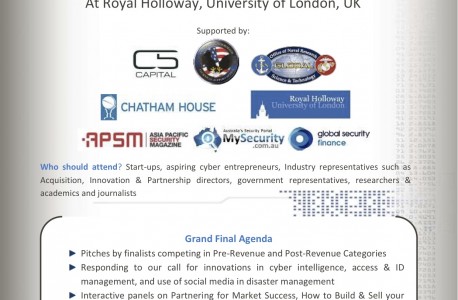 At Royal Holloway, University of London, UK
Supported by:
C5
CAPITAL
Office of Naval Research
GLOBAL
Science & Technology
CHATHAM HOUSE
Royal Holloway
University of London
APSM
ASIA PACIFIC
SECURITY
MAGAZINE
Australia's Security Portal
MySecurity
.com.au
global security
finance
Who should attend? Start-ups, aspiring cyber entrepreneurs, Industry representatives such as
Acquisition, Innovation & Partnership directors, government representatives, researchers &
academics and journalists
Grand Final Agenda
► Pitches by finalists competing in Pre-Revenue and Post-Revenue Categories
► Responding to our call for innovations in cyber intelligence, access & ID
management, and use of social media in disaster management
► Interactive panels on Partnering for Market Success, How to Build & Sell your